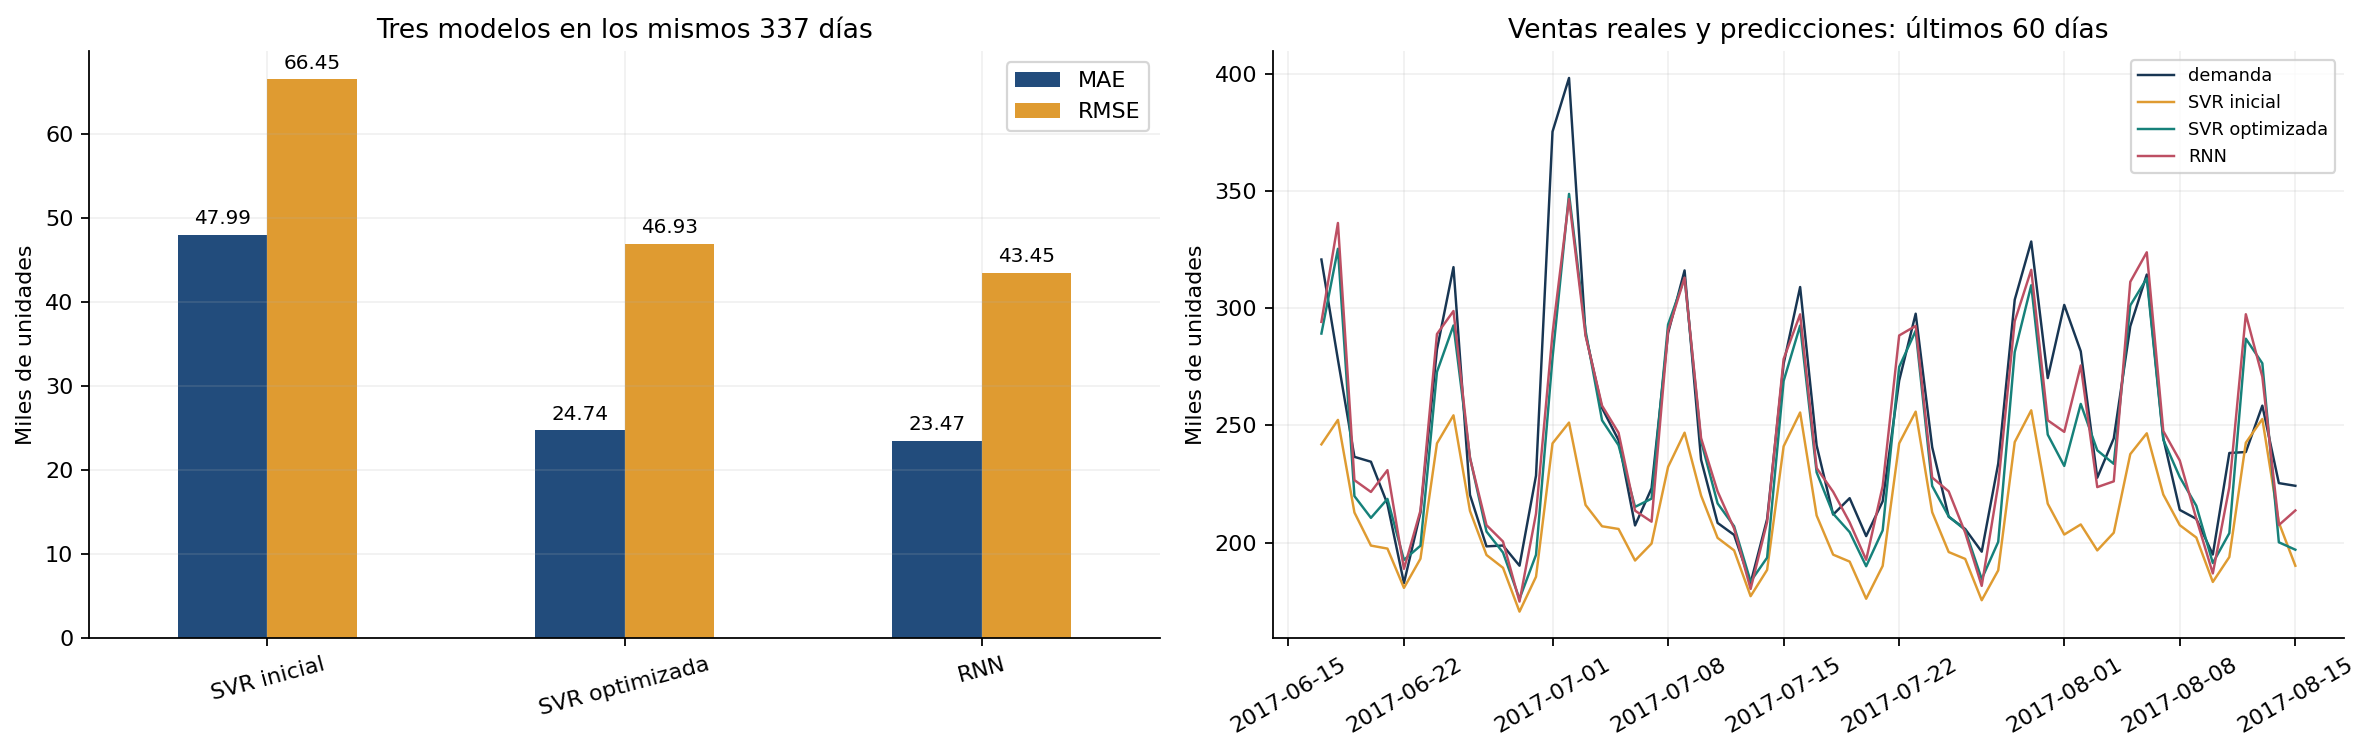 Tres modelos en los mismos 337 días
Miles de unidades
60
50
40
30
20
10
0
66.45
47.99
46.93
24.74
43.45
23.47
MAE
RMSE
SVR inicial
SVR optimizada
RNN
Ventas reales y predicciones: últimos 60 días
Miles de unidades
400
350
300
250
200
demanda
SVR inicial
SVR optimizada
RNN
2017-06-15
2017-06-22
2017-07-01
2017-07-08
2017-07-15
2017-07-22
2017-08-01
2017-08-08
2017-08-15